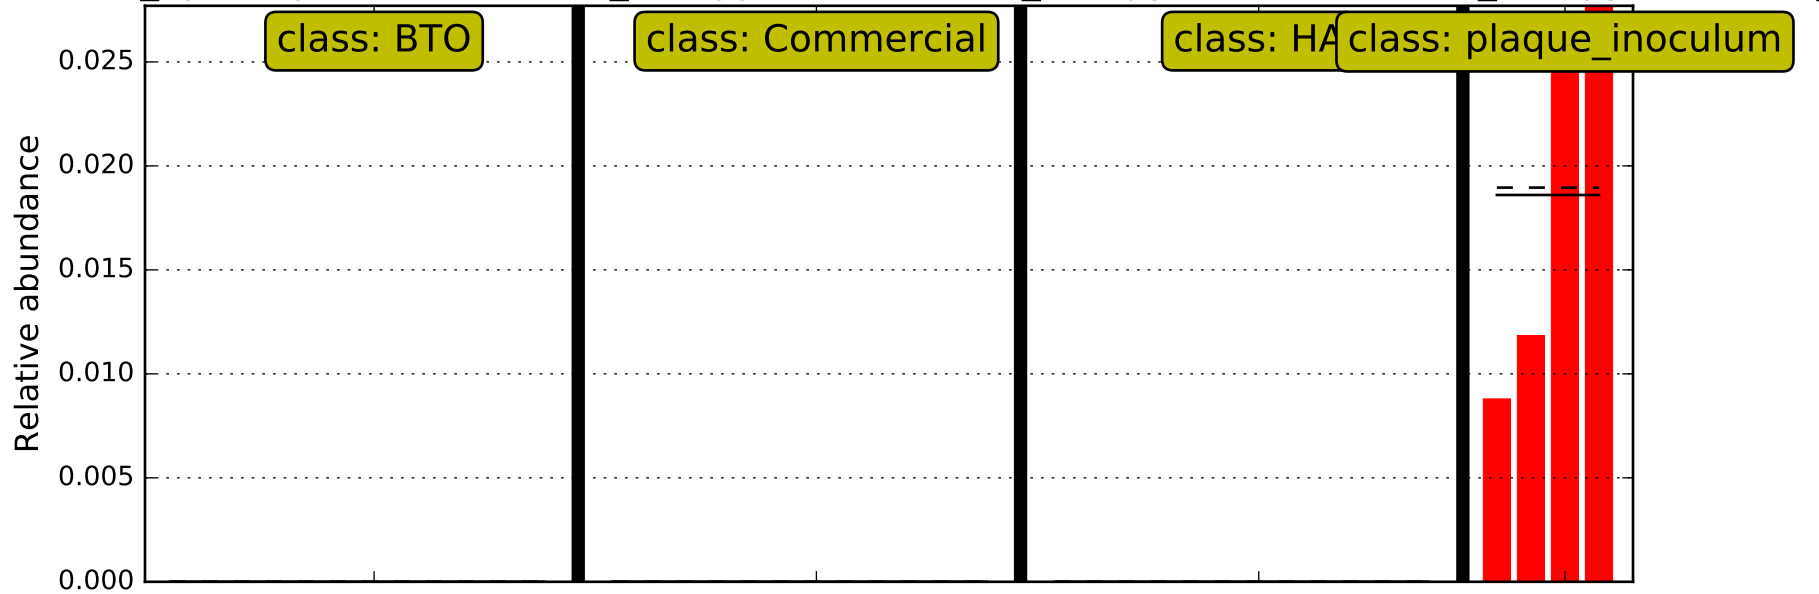 class: BTO
class: Commercial
class: HA
class: plaque_inoculum
Relative abundance
0.025
0.020
0.015
0.010
0.005
0.000